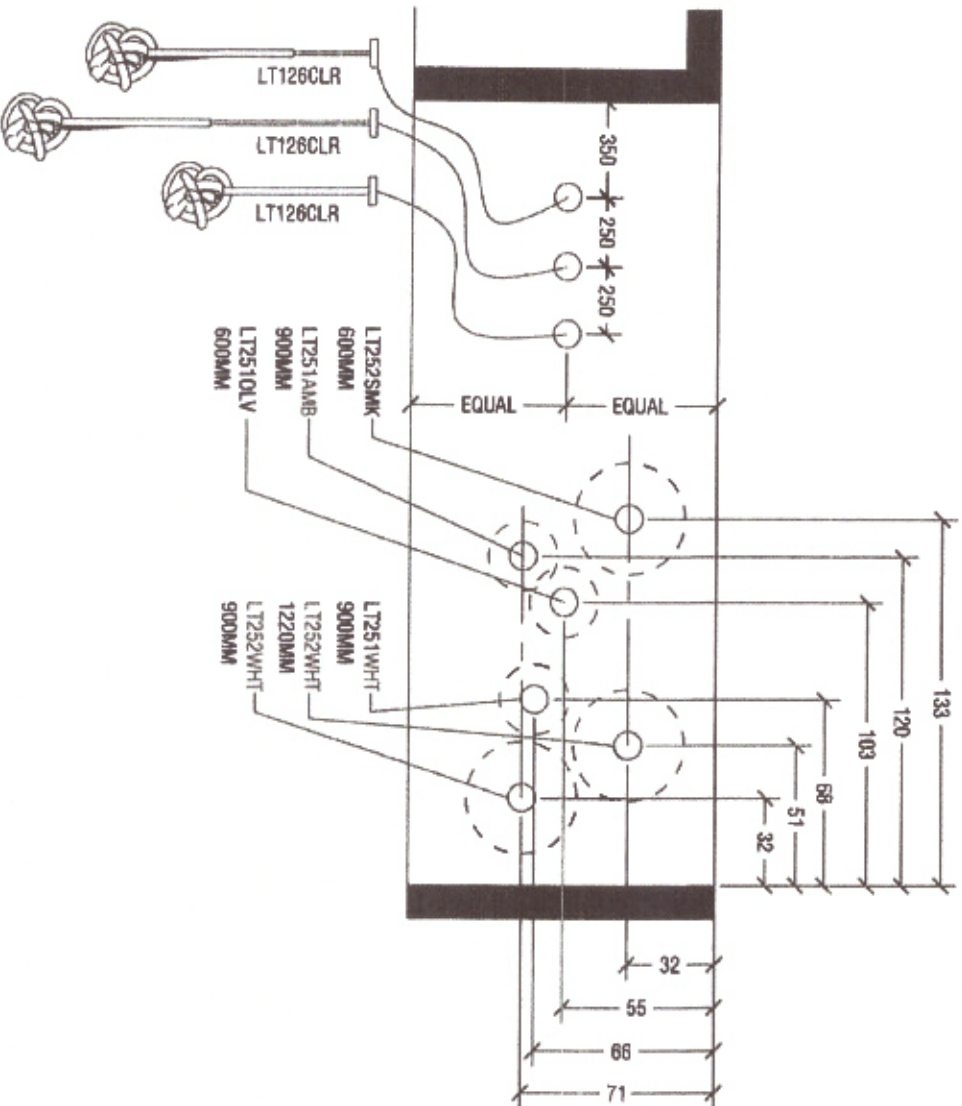 LT126CLR
LT126CLR
LT126CLR
350
250
250
EQUAL
EQUAL
LT252SMK
600MM
LT251AMB
900MM
LT251OLV
600MM
LT251WHT
900MM
LT252WHT
1220MM
LT252WHT
900MM
133
120
103
68
51
32
32
55
66
71